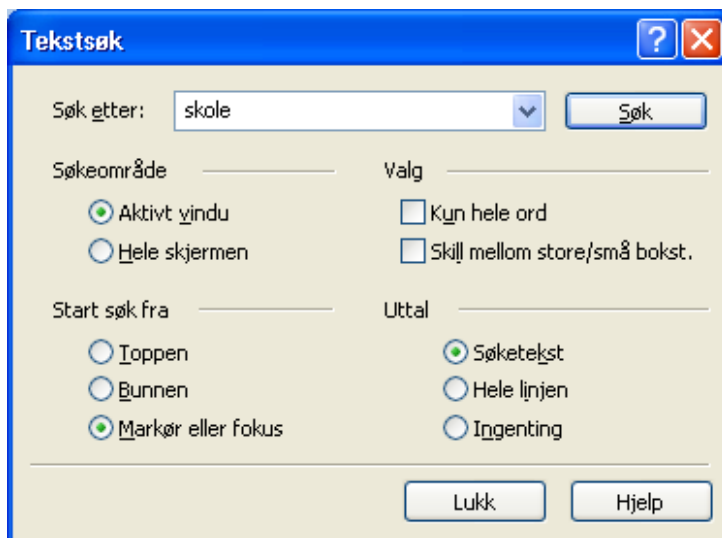 Tekstsøk
Søk etter: skole Søk
Søkeområde Valg
Aktivt vindu Kun hele ord
Hele skjermen Skill mellom store/små bokst.
Start søk fra Uttal
Toppen Søketekst
Bunnen Hele linjen
Markør eller fokus Ingenting
Lukk Hjelp